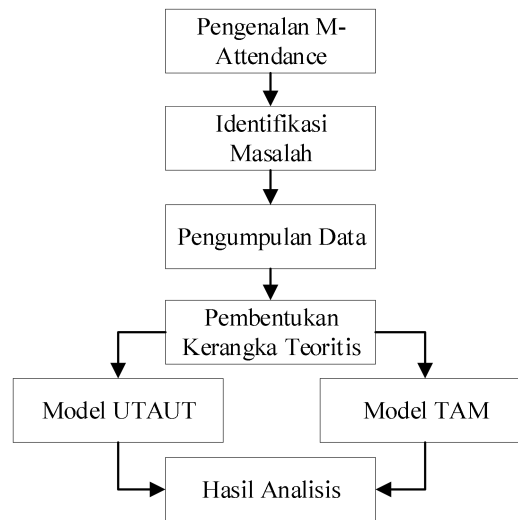 Pengenalan M-
Attendance
Identifikasi
Masalah
Pengumpulan Data
Pembentukan
Kerangka Teoritis
Model UTAUT
Model TAM
Hasil Analisis